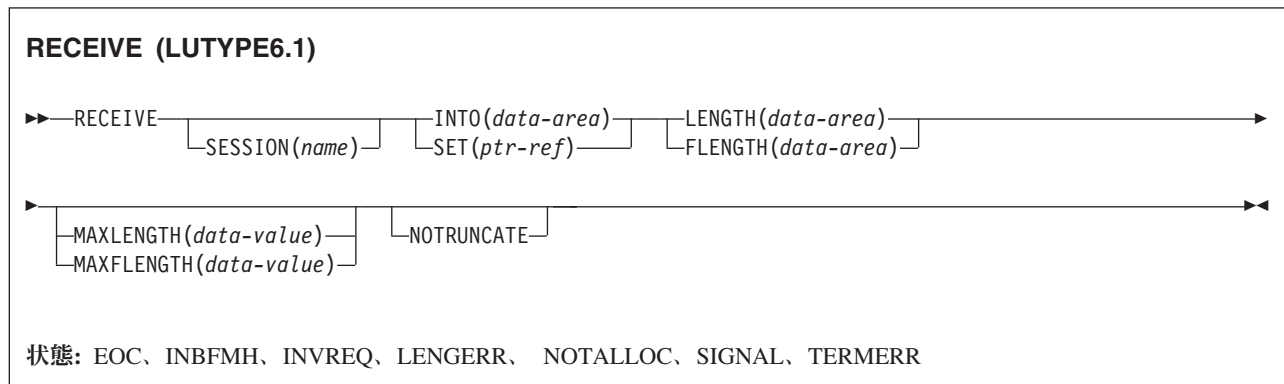 RECEIVE (LUTYPE6.1)
RECEIVE INTO(data-area) LENGTH(data-area)
SESSION(name) SET(ptr-ref) FLENGTH(data-area)
MAXLENGTH(data-value) NOTRUNCATE
MAXFLENGTH(data-value)
状態: EOC、INBFMH、INVREQ、LENGERR、 NOTALLOC、SIGNAL、TERMERR